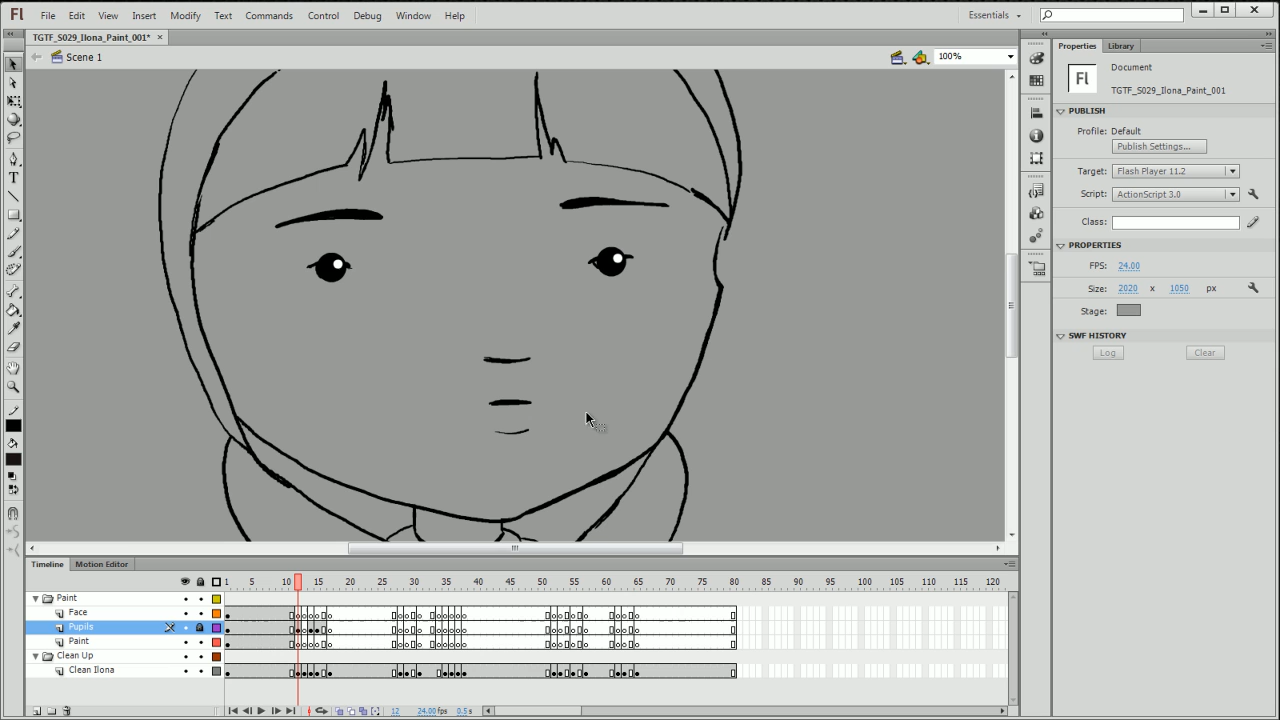 Fl File Edit View Insert Modify Text Commands Control Debug Window Help Essentials
TGTF_S029_Ilona_Paint_001* ×
Scene 1 100%
Properties Library
Fl Document
TGTF_S029_Ilona_Paint_001
PUBLISH
Profile: Default
Publish Settings...
Target: Flash Player 11.2
Script: ActionScript 3.0
Class:
PROPERTIES
FPS: 24.00
Size: 2020 x 1050 px
Stage:
SWF HISTORY
Log Clear
Timeline Motion Editor
1 5 10 15 20 25 30 35 40 45 50 55 60 65 70 75 80 85 90 95 100 105 110 115 120
Paint
Face
Pupils
Paint
Clean Up
Clean Ilona
12 24.00fps 0.5s